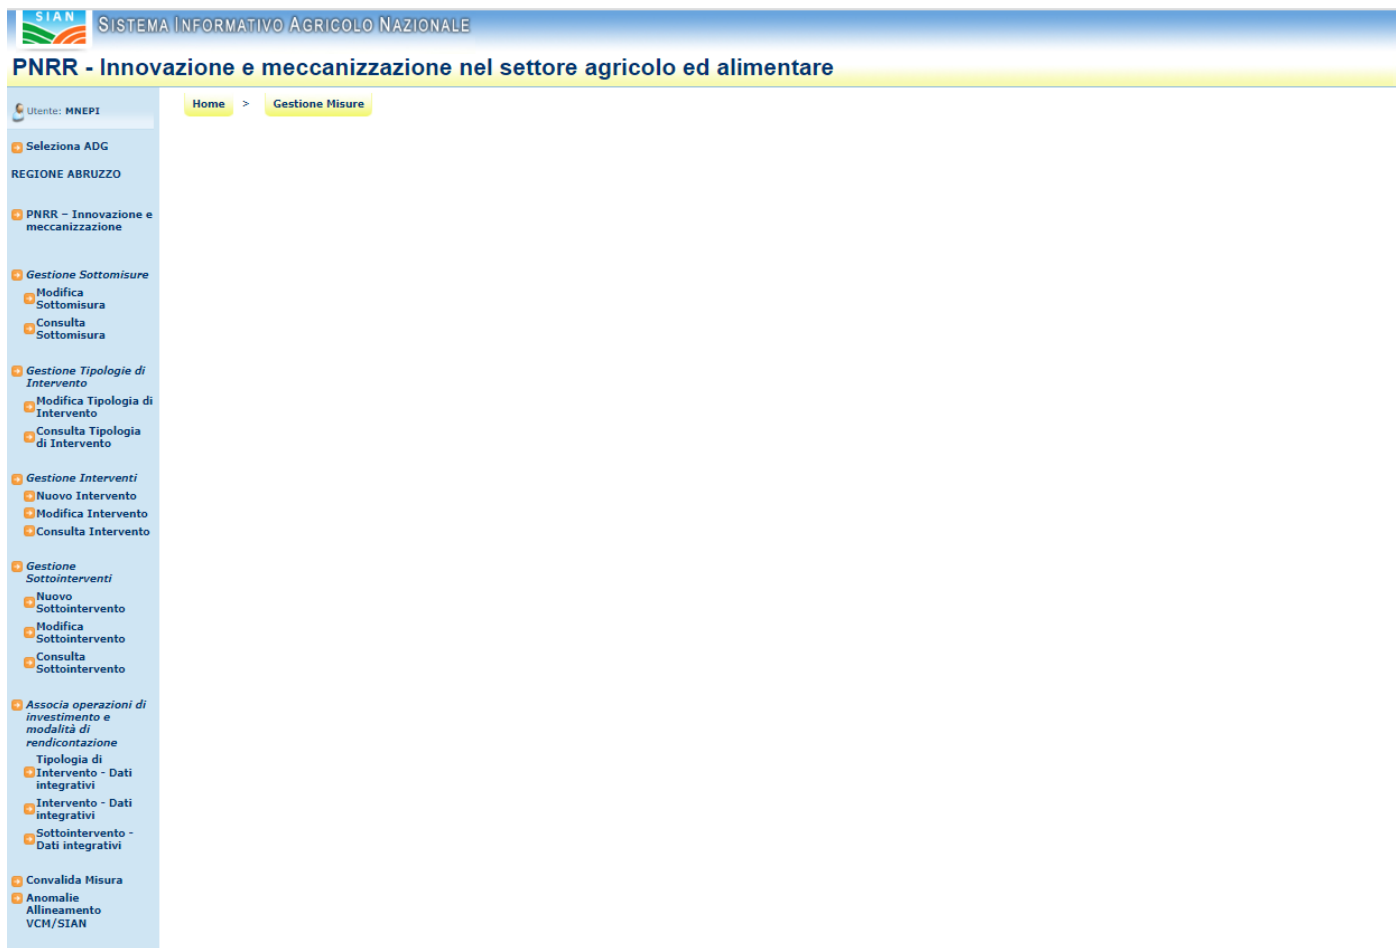 SIAN
SISTEMA INFORMATIVO AGRICOLO NAZIONALE
PNRR - Innovazione e meccanizzazione nel settore agricolo ed alimentare
Utente: MNEPI
Home > Gestione Misure
Seleziona ADG
REGIONE ABRUZZO
PNRR – Innovazione e
meccanizzazione
Gestione Sottomisure
Modifica
Sottomisura
Consulta
Sottomisura
Gestione Tipologie di
Intervento
Modifica Tipologia di
Intervento
Consulta Tipologia
di Intervento
Gestione Interventi
Nuovo Intervento
Modifica Intervento
Consulta Intervento
Gestione
Sottointerventi
Nuovo
Sottointervento
Modifica
Sottointervento
Consulta
Sottointervento
Associa operazioni di
investimento e
modalità di
rendicontazione
Tipologia di
Intervento - Dati
integrativi
Intervento - Dati
integrativi
Sottointervento -
Dati integrativi
Convalida Misura
Anomalie
Allineamento
VCM/SIAN